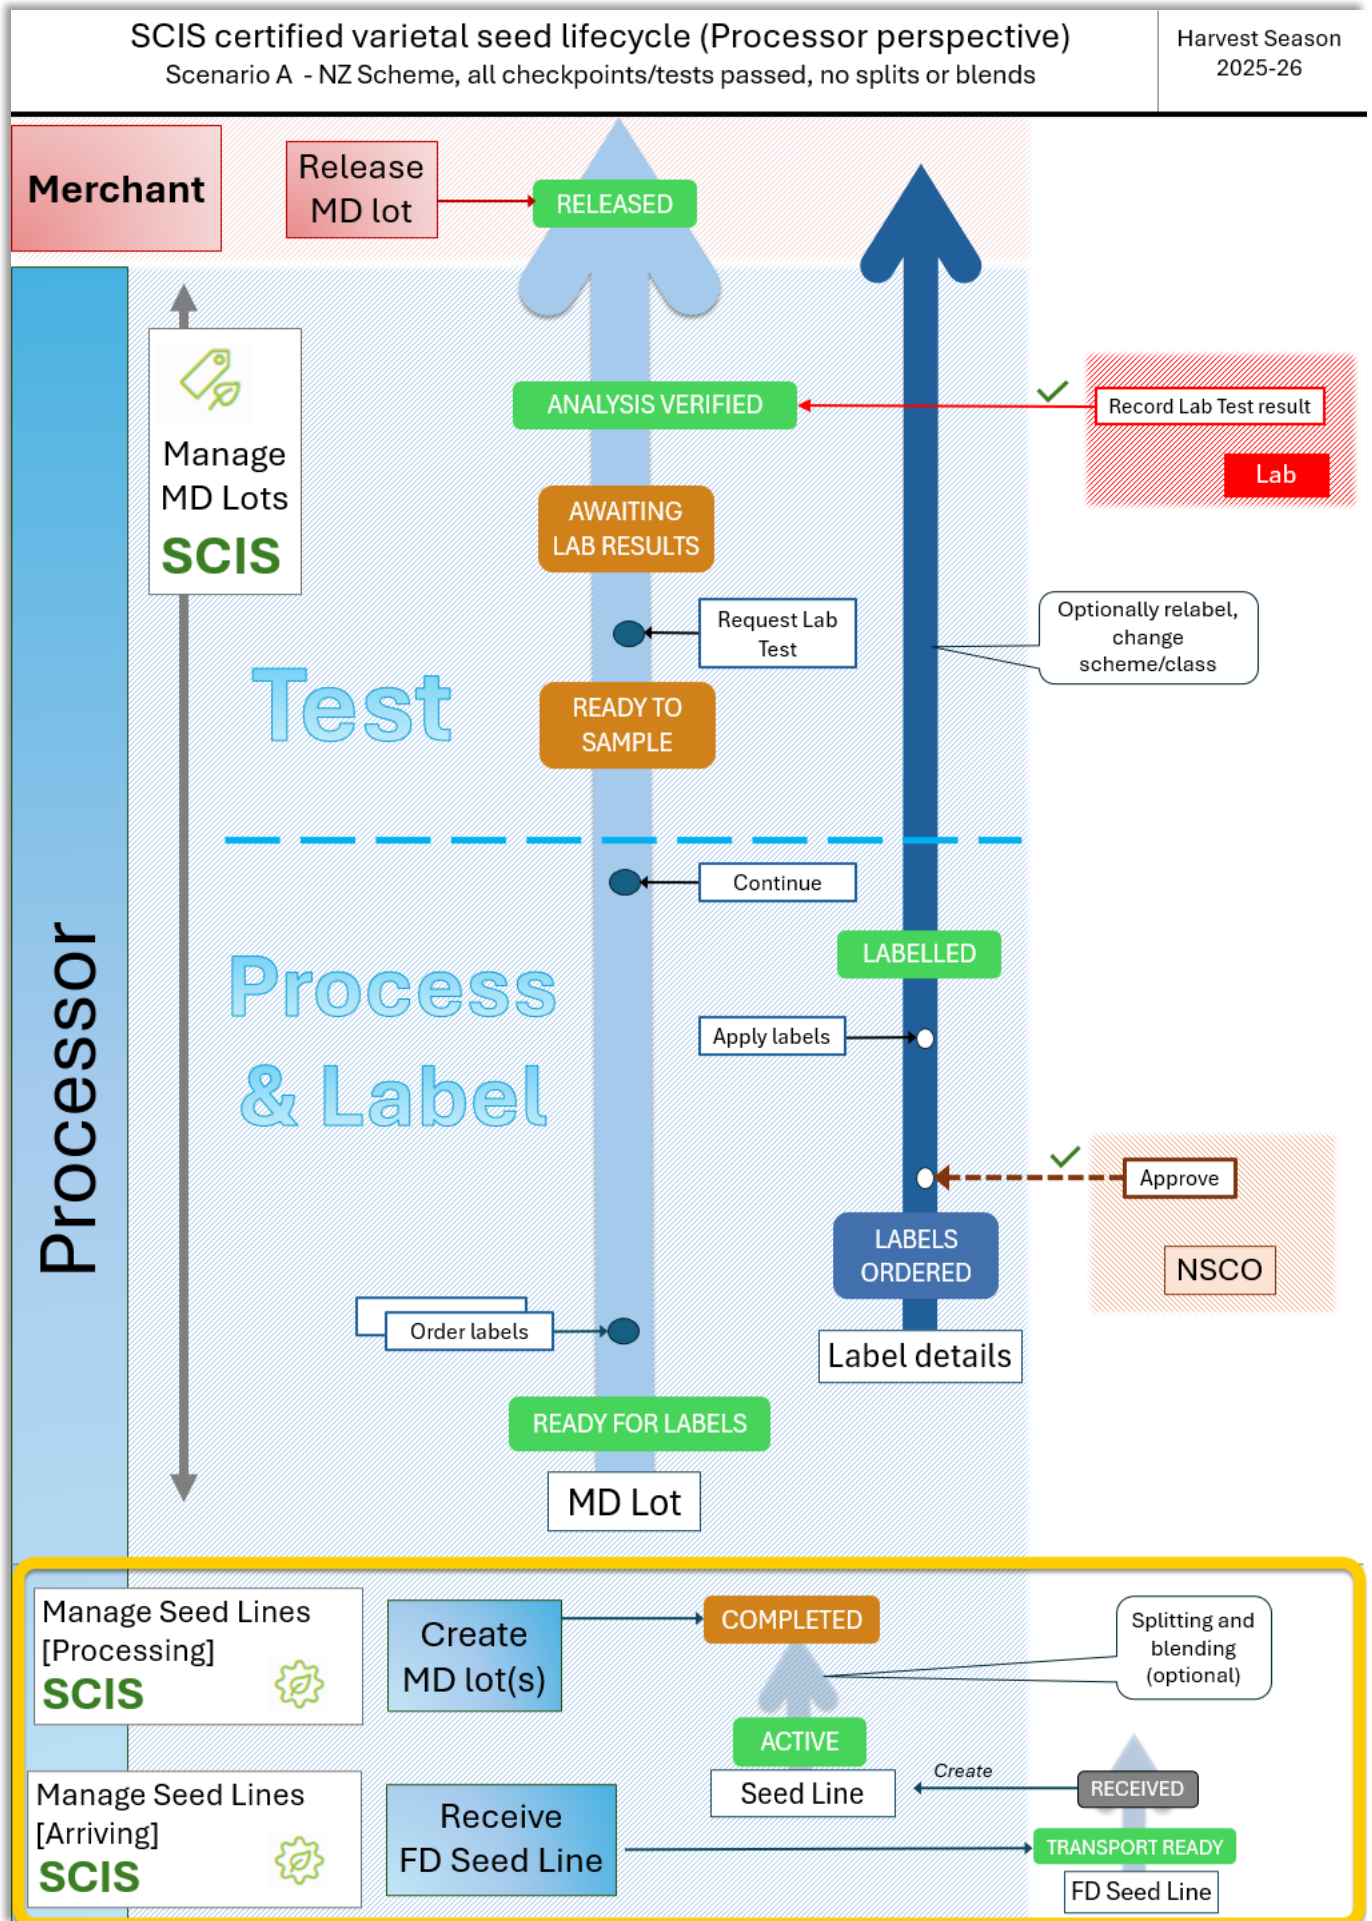 SCIS certified varietal seed lifecycle (Processor perspective)
Scenario A - NZ Scheme, all checkpoints/tests passed, no splits or blends
Harvest Season
2025-26
Merchant
Release
MD lot
RELEASED
Manage
MD Lots
SCIS
ANALYSIS VERIFIED
Record Lab Test result
Lab
AWAITING
LAB RESULTS
Request Lab
Test
Optionally relabel,
change
scheme/class
Test
READY TO
SAMPLE
Continue
Processor
Process
& Label
LABELLED
Apply labels
Approve
NSCO
LABELS
ORDERED
Order labels
Label details
READY FOR LABELS
MD Lot
Manage Seed Lines
[Processing]
SCIS
Create
MD lot(s)
COMPLETED
Splitting and
blending
(optional)
ACTIVE
Seed Line
Create
RECEIVED
Manage Seed Lines
[Arriving]
SCIS
Receive
FD Seed Line
TRANSPORT READY
FD Seed Line